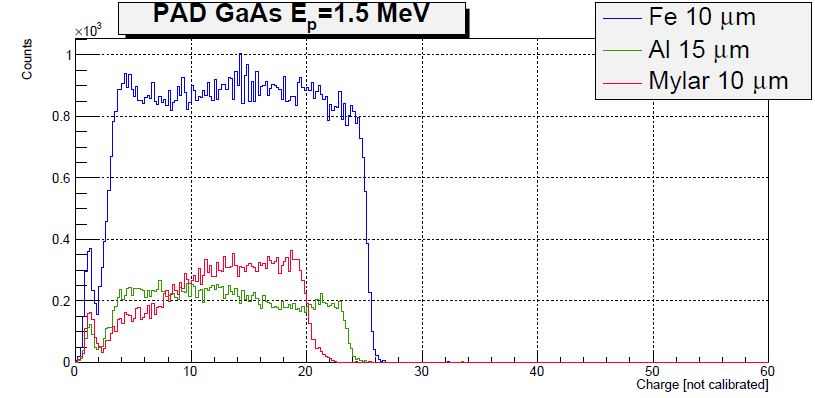 PAD GaAs Ep=1.5 MeV
Fe 10 μm
Al 15 μm
Mylar 10 μm
×10³
Counts
1
0.8
0.6
0.4
0.2
0
0 10 20 30 40 50 60
Charge [not calibrated]